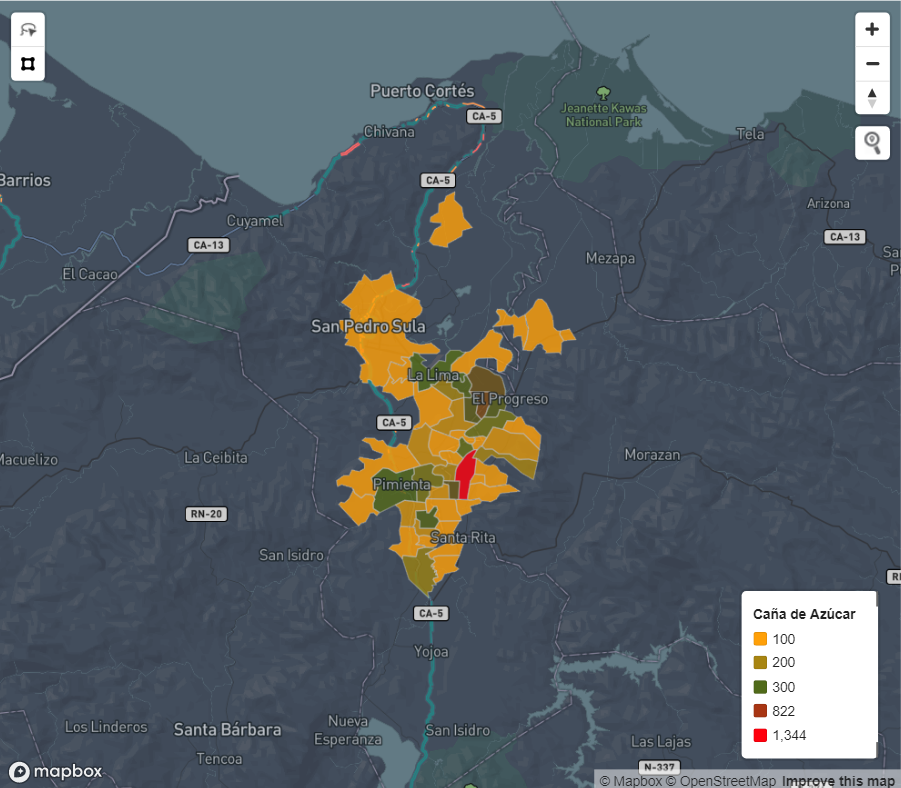 Puerto Cortés
CA-5
Jeanette Kawas
National Park
Chivana
Tela
Barrios
CA-5
Arizona
Cuyamel
CA-13
CA-13
El Cacao
Mezapa
San Pedro Sula
La Lima
El Progreso
CA-5
Macuelizo
La Ceibita
Morazan
Pimienta
RN-20
Santa Rita
San Isidro
CA-5
Caña de Azúcar
100
200
300
822
1,344
Yojoa
Los Linderos
Santa Bárbara
Nueva
Esperanza
San Isidro
Tencoa
Las Lajas
N-337
mapbox
© Mapbox © OpenStreetMap Improve this map